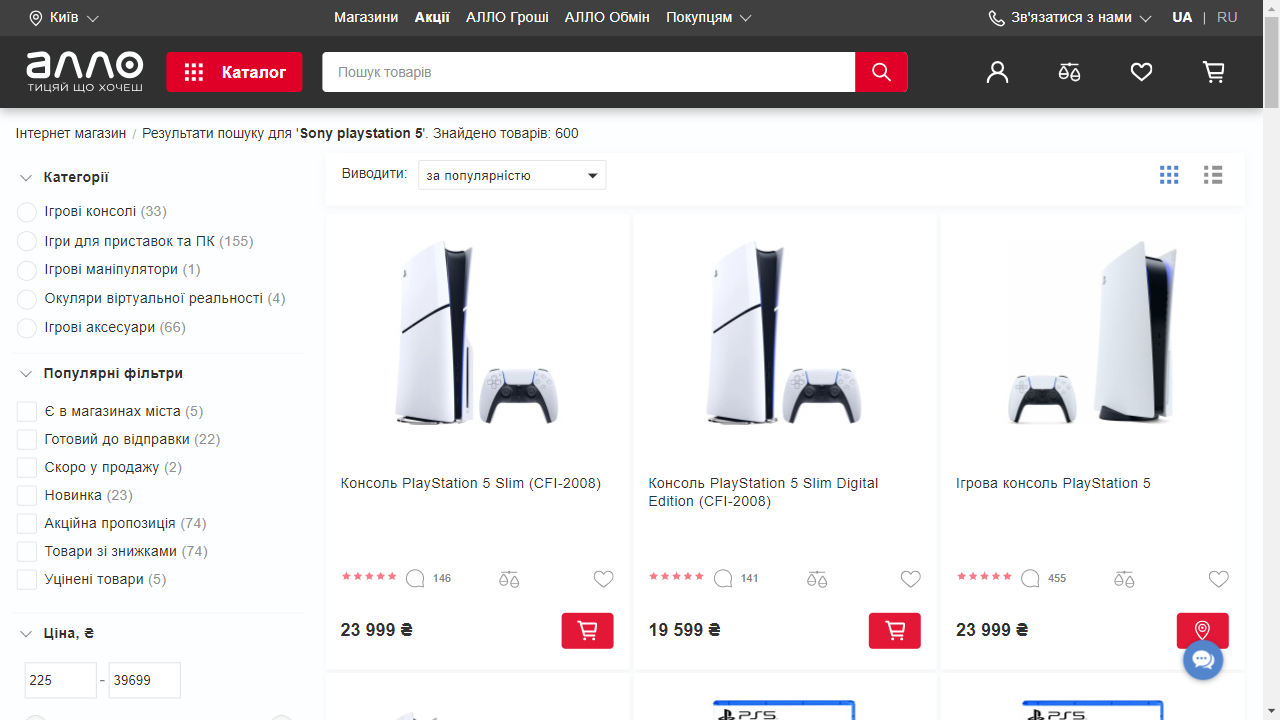 Київ
Магазини Акції АЛЛО Гроші АЛЛО Обмін Покупцям
Зв'язатися з нами UA | RU
АЛЛО
ТИЦЯЙ ЩО ХОЧЕШ
Каталог
Пошук товарів
Інтернет магазин / Результати пошуку для 'Sony playstation 5'. Знайдено товарів: 600
Категорії
Ігрові консолі (33)
Ігри для приставок та ПК (155)
Ігрові маніпулятори (1)
Окуляри віртуальної реальності (4)
Ігрові аксесуари (66)
Популярні фільтри
Є в магазинах міста (5)
Готовий до відправки (22)
Скоро у продажу (2)
Новинка (23)
Акційна пропозиція (74)
Товари зі знижками (74)
Уцінені товари (5)
Ціна, ₴
225 - 39699
Виводити: за популярністю
Консоль PlayStation 5 Slim (CFI-2008)
146
23 999 ₴
Консоль PlayStation 5 Slim Digital
Edition (CFI-2008)
141
19 599 ₴
Ігрова консоль PlayStation 5
455
23 999 ₴
PS5
PS5